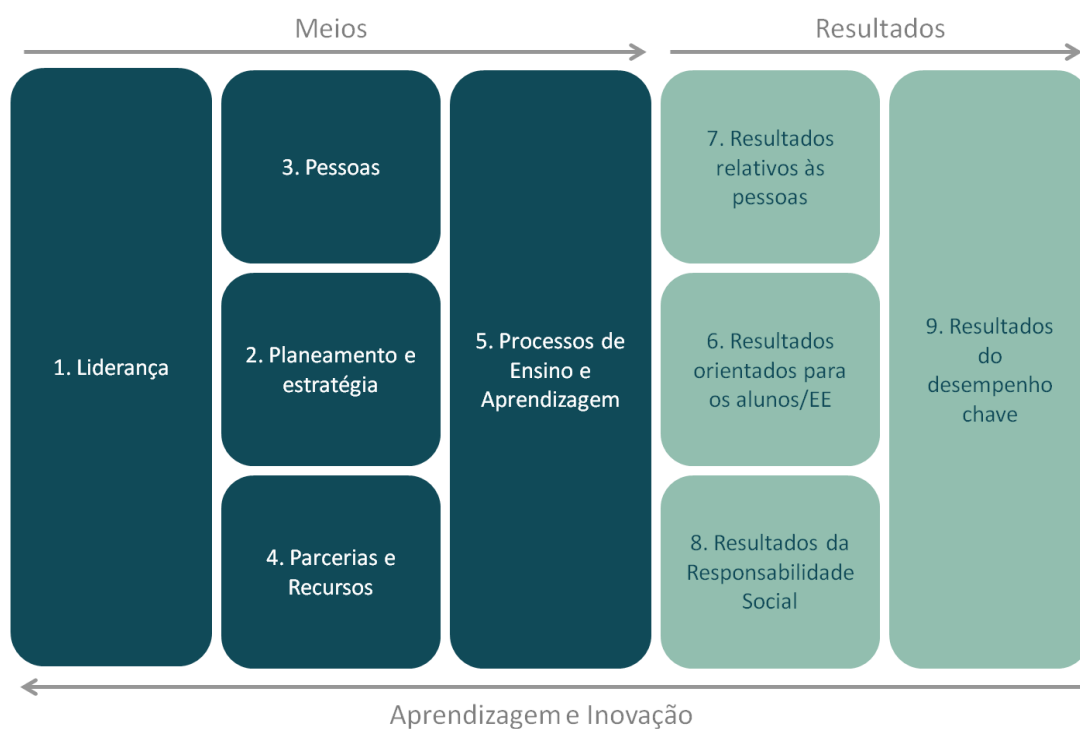 Meios
Resultados
1. Liderança
3. Pessoas
2. Planeamento e
estratégia
4. Parcerias e
Recursos
5. Processos de
Ensino e
Aprendizagem
7. Resultados
relativos às
pessoas
6. Resultados
orientados para
os alunos/EE
8. Resultados da
Responsabilidade
Social
9. Resultados
do
desempenho
chave
Aprendizagem e Inovação